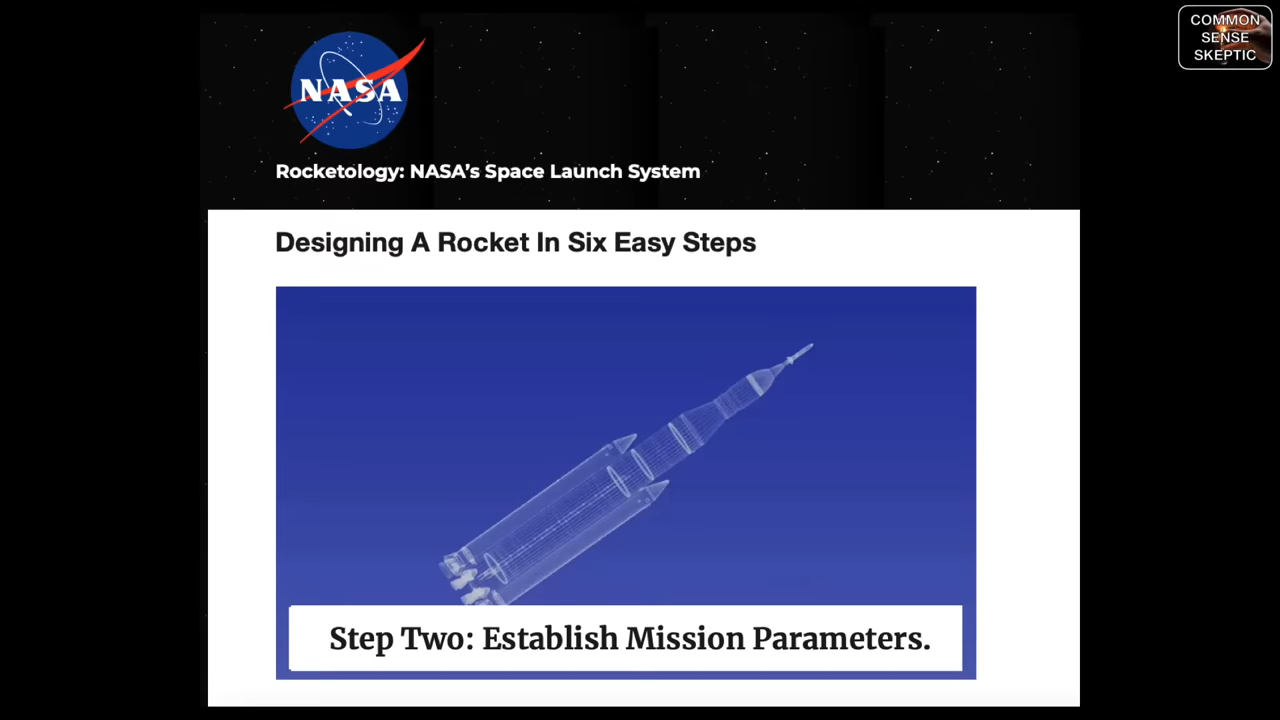 COMMON
SENSE
SKEPTIC
NASA
Rocketology: NASA's Space Launch System
Designing A Rocket In Six Easy Steps
Step Two: Establish Mission Parameters.